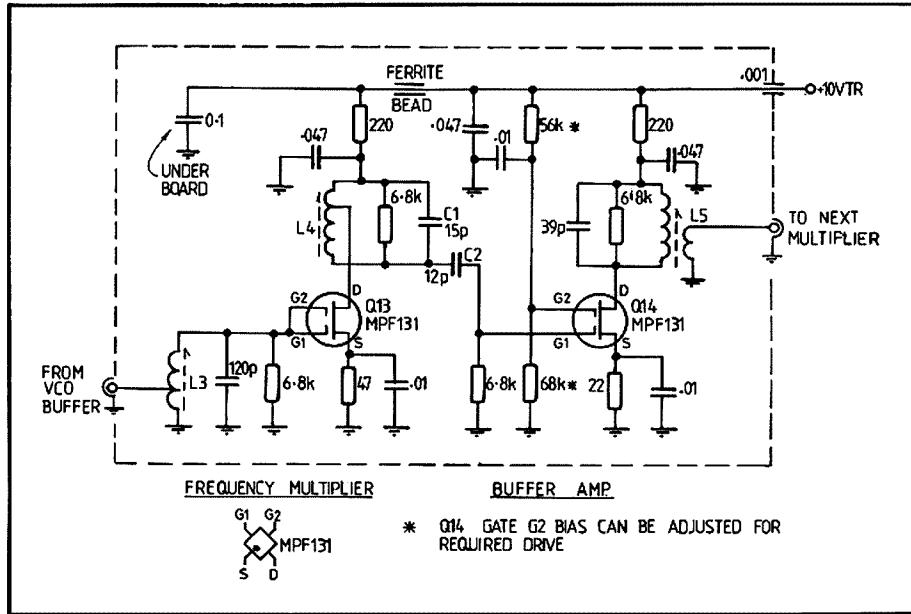 FERRITE
BEAD
.001
+10VTR
0·1
UNDER
BOARD
220
.047
.047
.01
56k *
220
.047
L4
6·8k
C1
15p
C2
12p
39p
6·8k
L5
TO NEXT
MULTIPLIER
G2
G1
D
S
Q13
MPF131
G2
G1
D
S
Q14
MPF131
FROM
VCO
BUFFER
L3
120p
6·8k
47
.01
6·8k
68k*
22
.01
FREQUENCY MULTIPLIER
BUFFER AMP.
G1 G2
MPF131
S D
* Q14 GATE G2 BIAS CAN BE ADJUSTED FOR
REQUIRED DRIVE